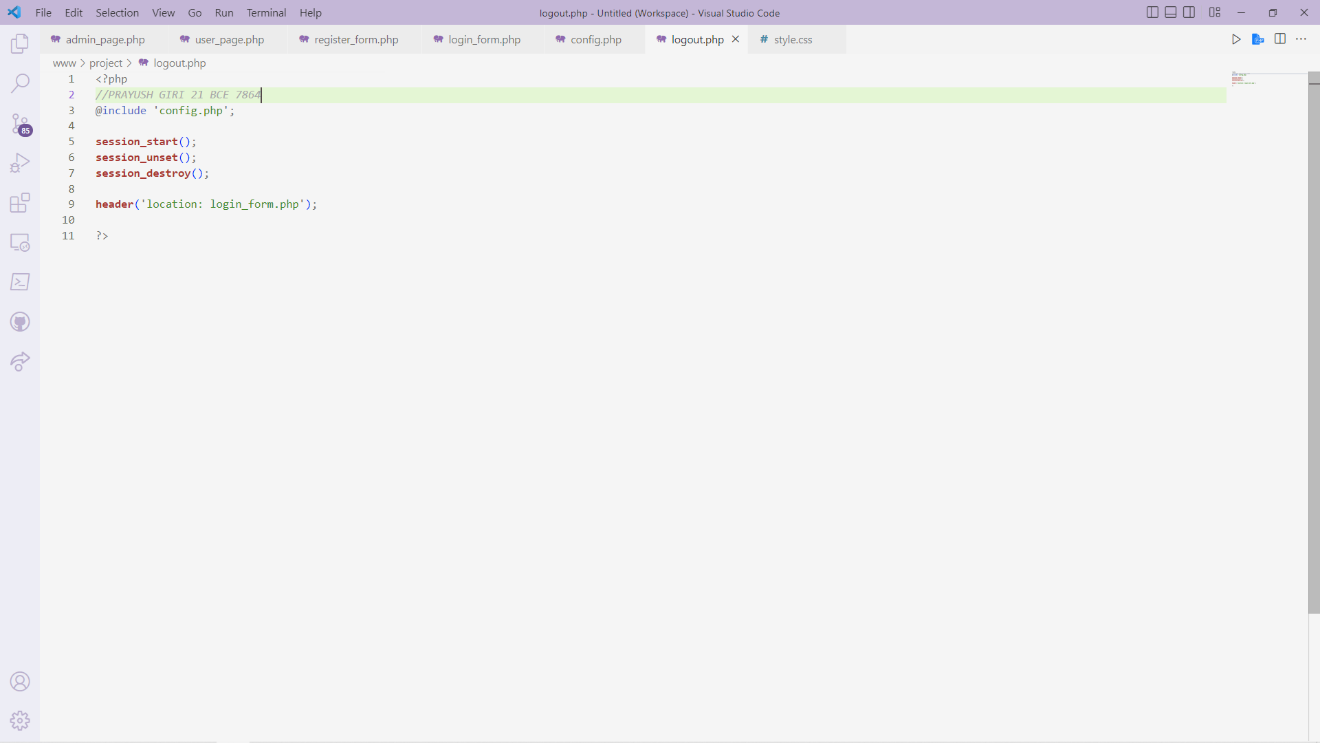 File Edit Selection View Go Run Terminal Help
logout.php - Untitled (Workspace) - Visual Studio Code
admin_page.php user_page.php register_form.php login_form.php config.php logout.php # style.css
www > project > logout.php
1 <?php
2 //PRAYUSH GIRI 21 BCE 7864
3 @include 'config.php';
4
5 session_start();
6 session_unset();
7 session_destroy();
8
9 header('location: login_form.php');
10
11 ?>
85